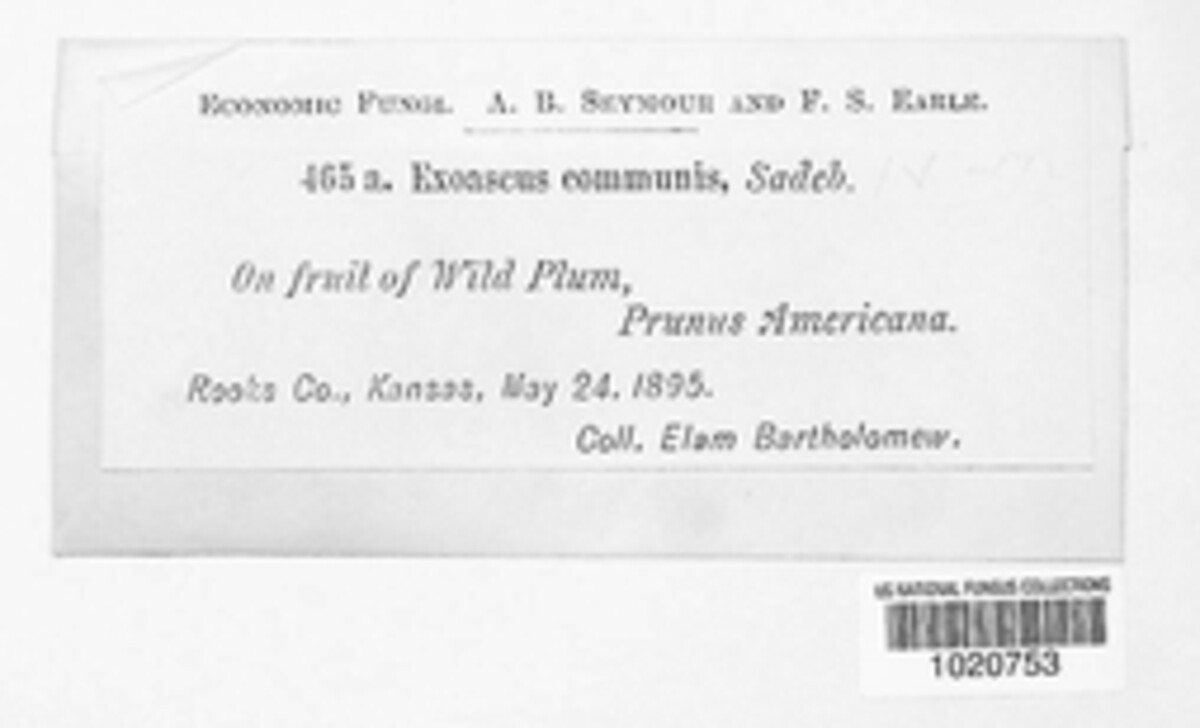 Economic Fungi. A. B. Seymour and F. S. Earle.
465 a. Exoascus communis, Sadeb.
On fruit of Wild Plum,
Prunus Americana.
Rooks Co., Kansas, May 24, 1895.
Coll. Elam Bartholomew.
US NATIONAL FUNGUS COLLECTIONS
1020753